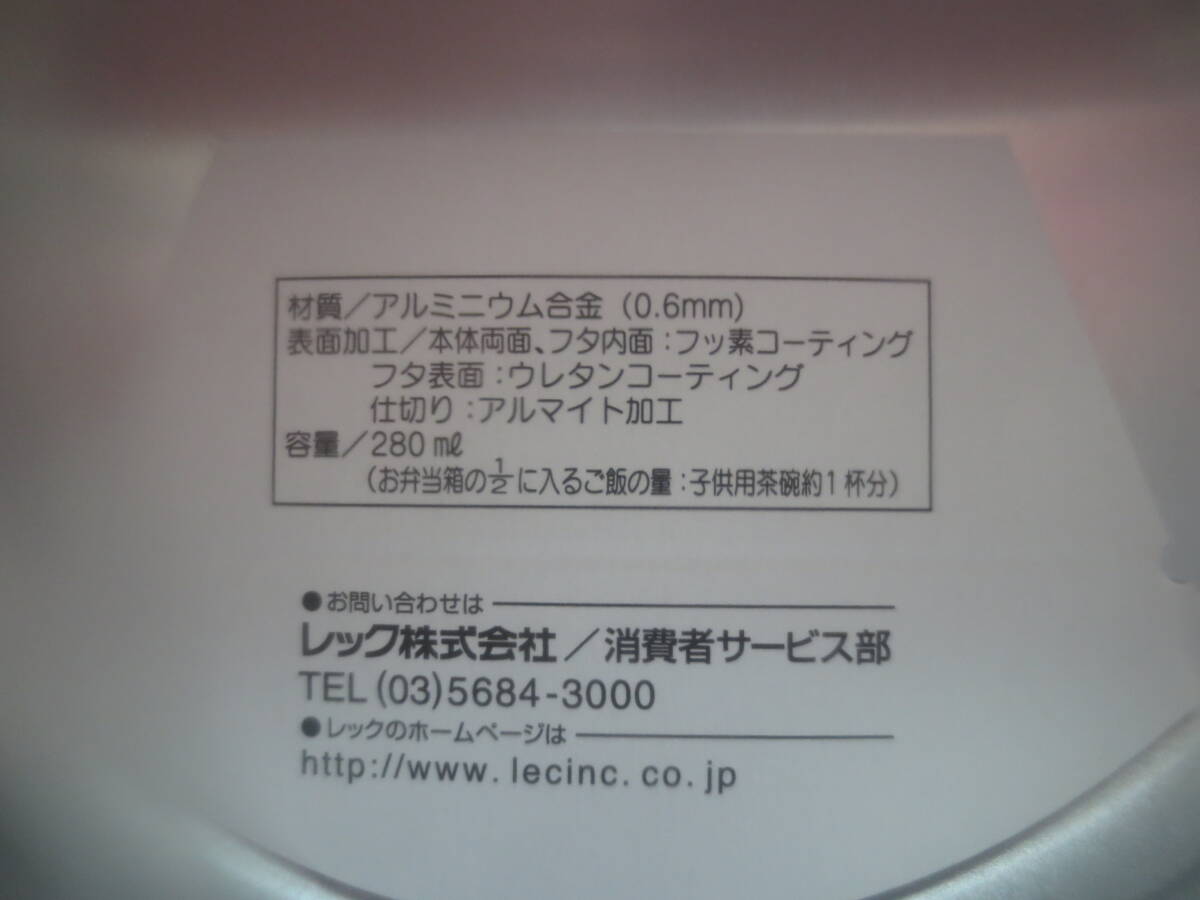 材質／アルミニウム合金（0.6mm）
表面加工／本体両面、フタ内面：フッ素コーティング
フタ表面：ウレタンコーティング
仕切り：アルマイト加工
容量／280㎖
（お弁当箱の1/2に入るご飯の量：子供用茶碗約1杯分）
●お問い合わせは
レック株式会社／消費者サービス部
TEL(03)5684-3000
●レックのホームページは
http://www.lecinc.co.jp